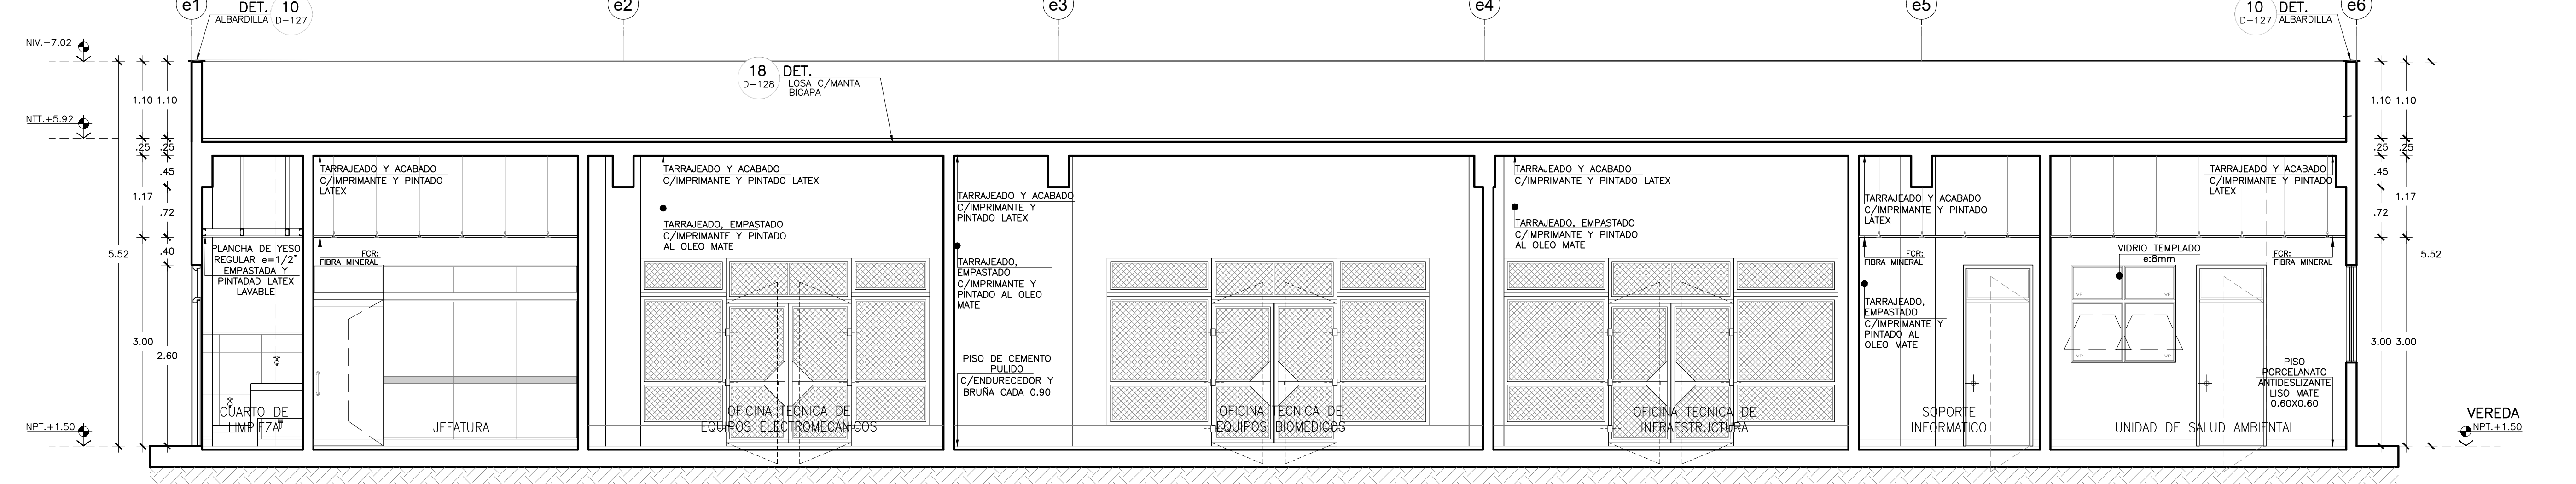 e1
e2
e3
e4
e5
e6
DET.
ALBARDILLA
10
D-127
10
D-127
DET.
ALBARDILLA
NIV.+7.02
18
D-128
DET.
LOSA C/MANTA
BICAPA
1.10 1.10
1.10 1.10
NTT.+5.92
.25 .25
.25 .25
TARRAJEADO Y ACABADO
C/IMPRIMANTE Y PINTADO
LATEX
TARRAJEADO Y ACABADO
C/IMPRIMANTE Y PINTADO LATEX
TARRAJEADO Y ACABADO
C/IMPRIMANTE Y
PINTADO LATEX
TARRAJEADO Y ACABADO
C/IMPRIMANTE Y PINTADO LATEX
TARRAJEADO Y ACABADO
C/IMPRIMANTE Y PINTADO
LATEX
TARRAJEADO Y ACABADO
C/IMPRIMANTE Y PINTADO
LATEX
.45
1.17
.72
.40
5.52
3.00
2.60
.45
1.17
.72
5.52
3.00 3.00
TARRAJEADO, EMPASTADO
C/IMPRIMANTE Y PINTADO
AL OLEO MATE
TARRAJEADO, EMPASTADO
C/IMPRIMANTE Y PINTADO
AL OLEO MATE
PLANCHA DE YESO
REGULAR e=1/2"
EMPASTADA Y
PINTADAD LATEX
LAVABLE
FCR:
FIBRA MINERAL
TARRAJEADO,
EMPASTADO
C/IMPRIMANTE Y
PINTADO AL OLEO
MATE
FCR:
FIBRA MINERAL
VIDRIO TEMPLADO
e:8mm
FCR:
FIBRA MINERAL
TARRAJEADO,
EMPASTADO
C/IMPRIMANTE Y
PINTADO AL
OLEO MATE
VP
VP
VP
VP
PISO DE CEMENTO
PULIDO
C/ENDURECEDOR Y
BRUÑA CADA 0.90
PISO
PORCELANATO
ANTIDESLIZANTE
LISO MATE
0.60X0.60
CUARTO DE
LIMPIEZA
JEFATURA
OFICINA TECNICA DE
EQUIPOS ELECTROMECANICOS
OFICINA TECNICA DE
EQUIPOS BIOMEDICOS
OFICINA TECNICA DE
INFRAESTRUCTURA
SOPORTE
INFORMATICO
UNIDAD DE SALUD AMBIENTAL
NPT.+1.50
VEREDA
NPT.+1.50